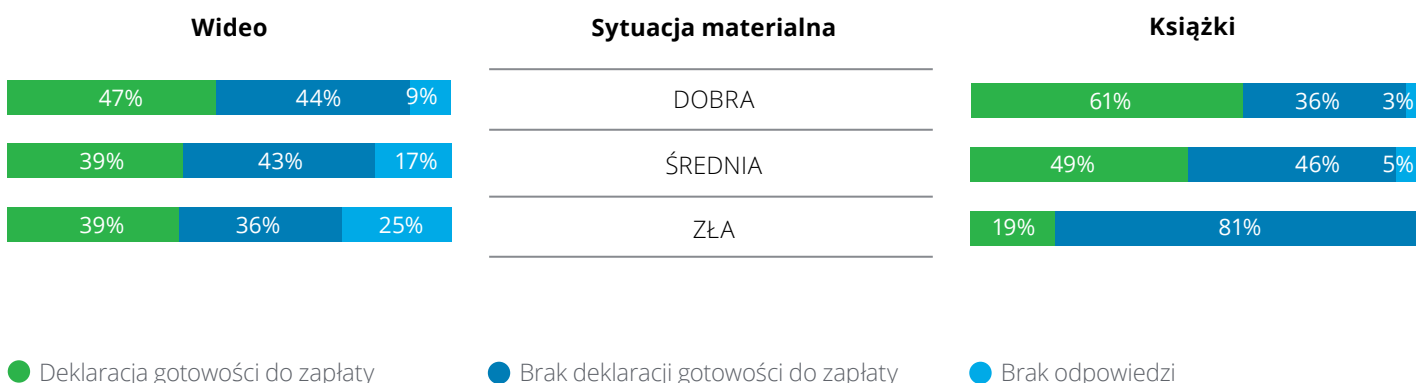 Wideo Sytuacja materialna Książki
47% 44% 9% DOBRA 61% 36% 3%
39% 43% 17% ŚREDNIA 49% 46% 5%
39% 36% 25% ZŁA 19% 81%
Deklaracja gotowości do zapłaty Brak deklaracji gotowości do zapłaty Brak odpowiedzi